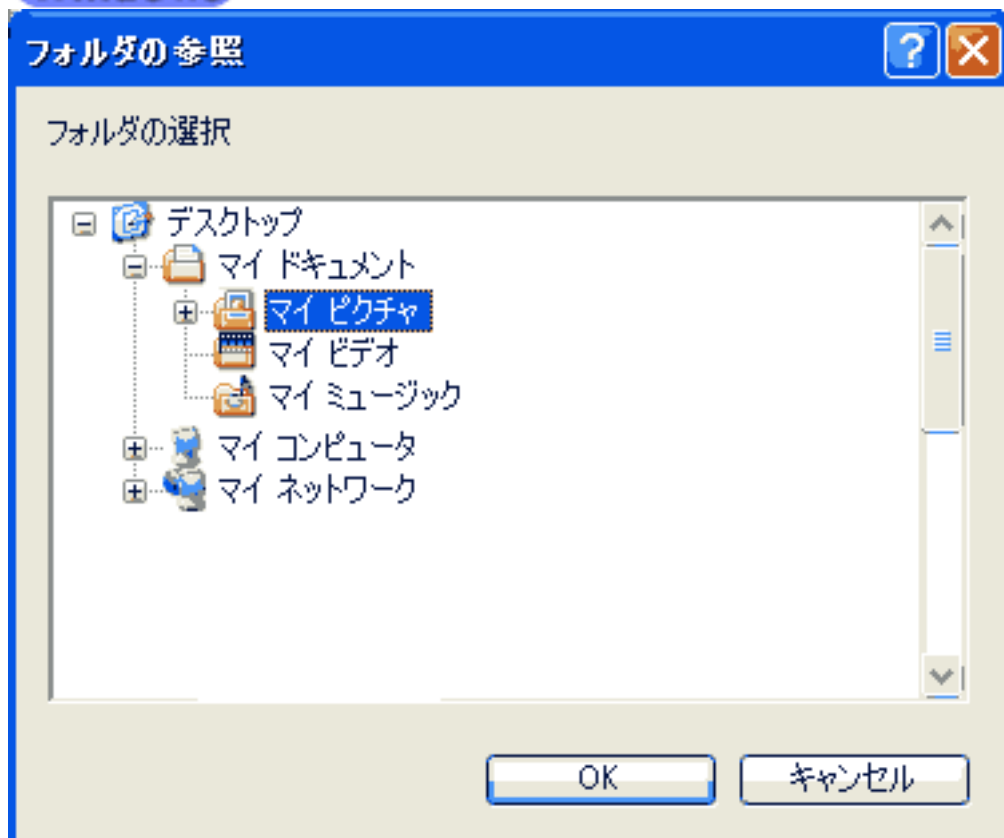 フォルダの参照
フォルダの選択
デスクトップ
マイ ドキュメント
マイ ピクチャ
マイ ビデオ
マイ ミュージック
マイ コンピュータ
マイ ネットワーク
OK キャンセル